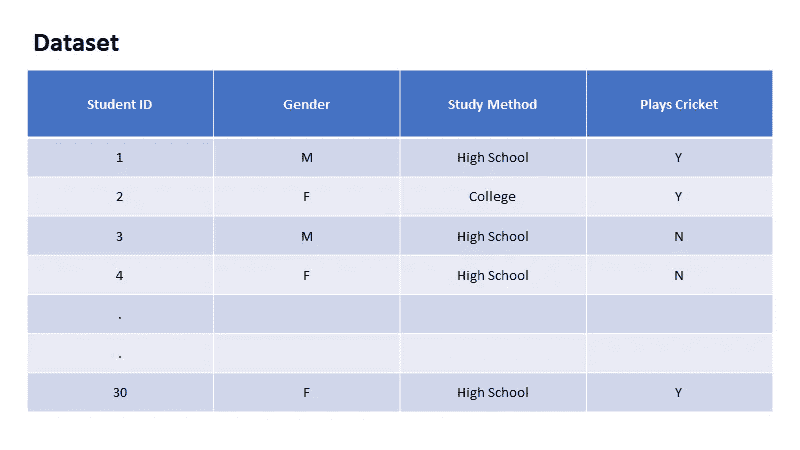 Dataset
Student ID Gender Study Method Plays Cricket
1 M High School Y
2 F College Y
3 M High School N
4 F High School N
.
.
30 F High School Y